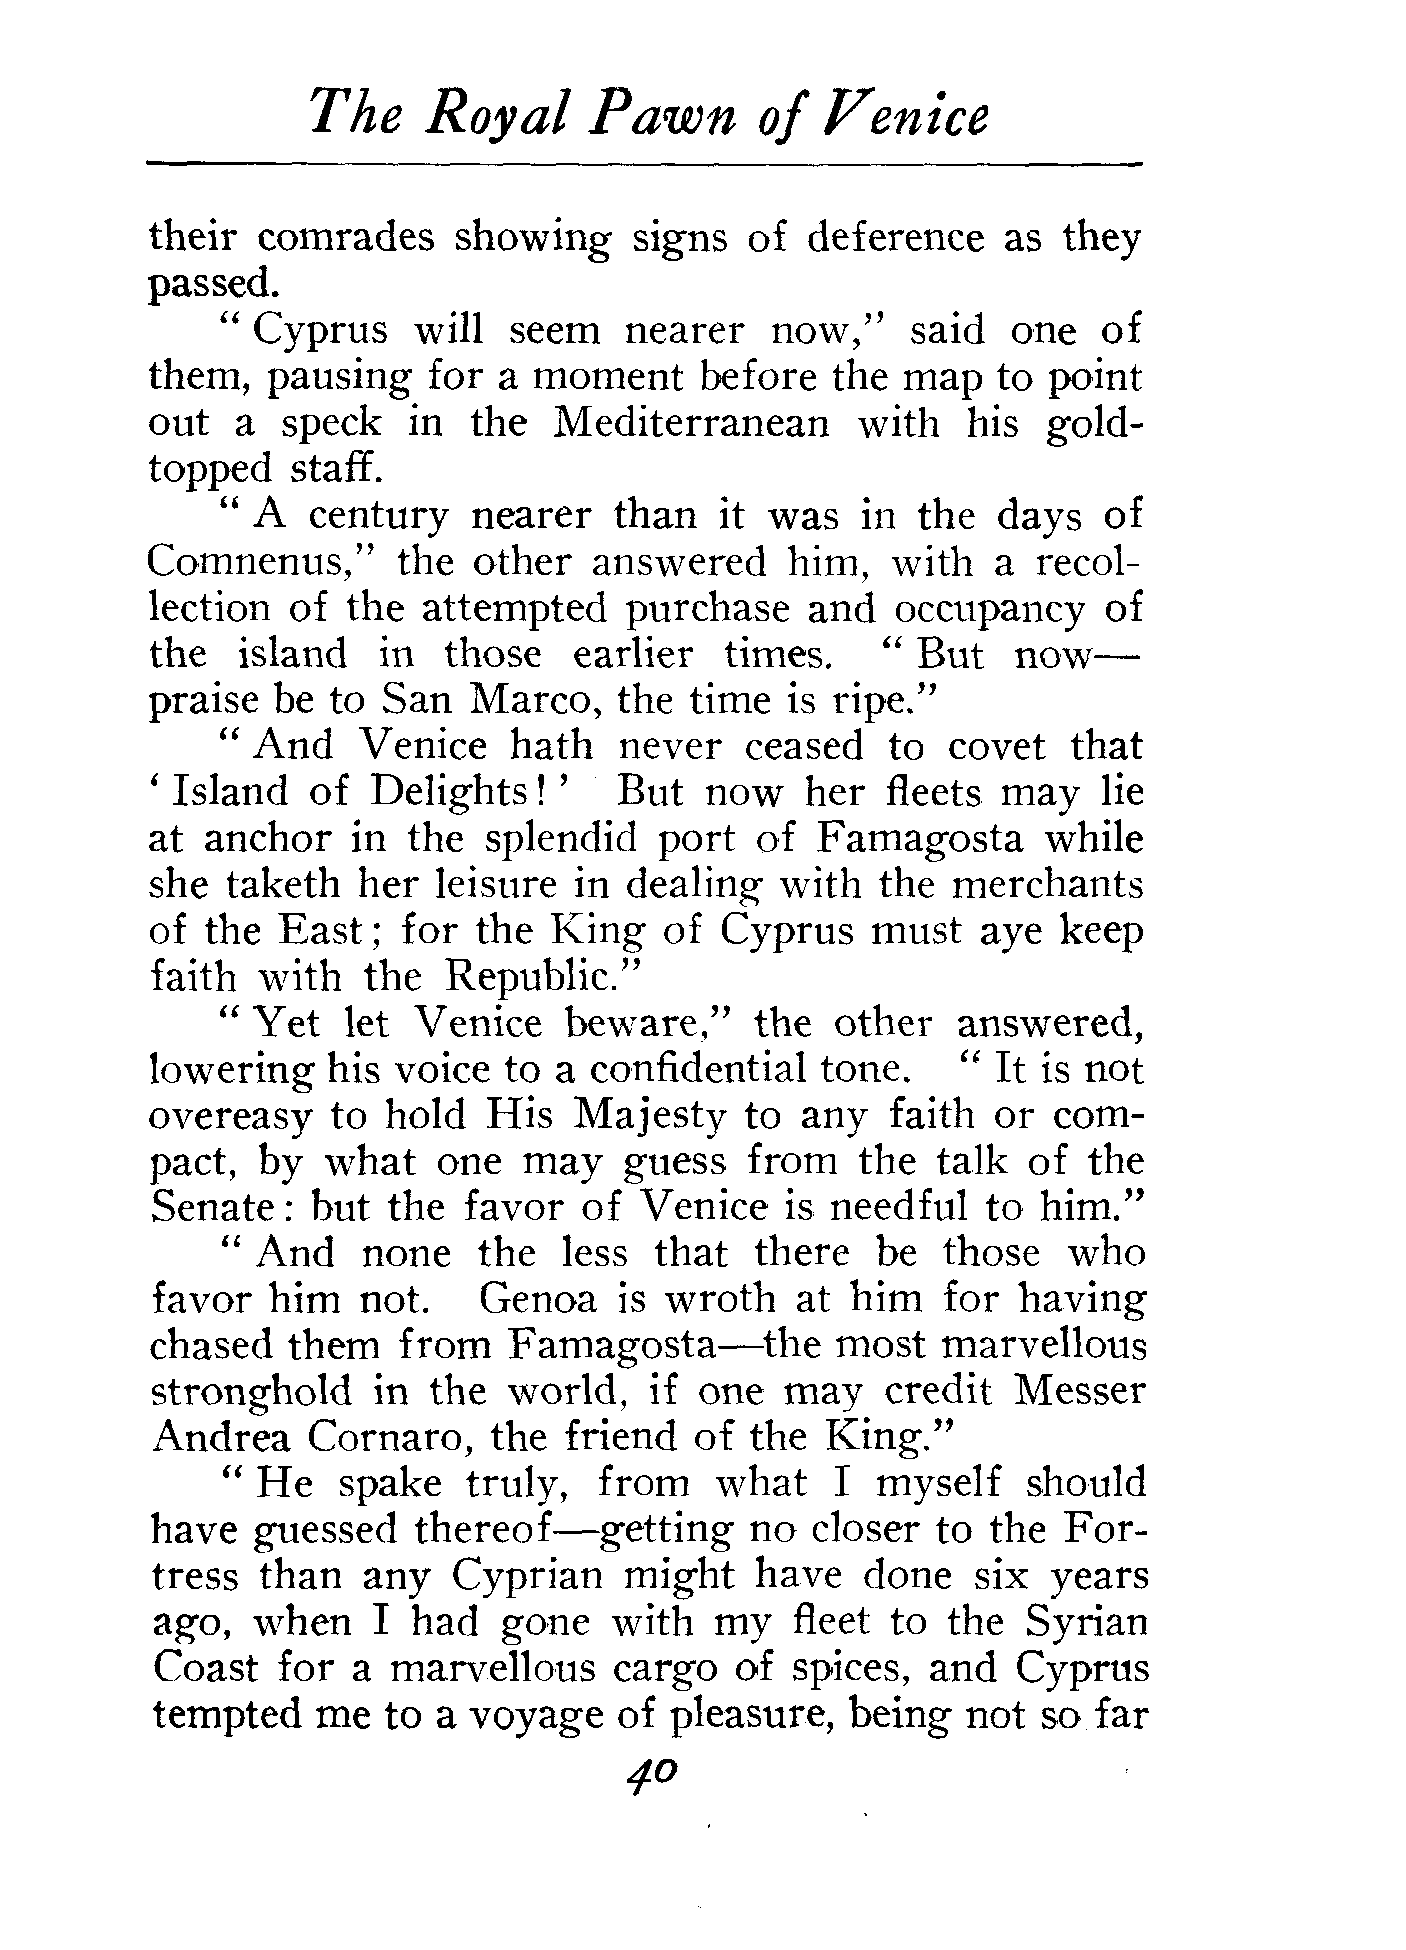 The Royal Pawn of Venice
their comrades showing signs of deference as they
passed.
“ Cyprus will seem nearer now,” said one of
them, pausing for a moment before the map to point
out a speck in the Mediterranean with his gold-
topped staff.
“ A century nearer than it was in the days of
Comnenus,” the other answered him, with a recol-
lection of the attempted purchase and occupancy of
the island in those earlier times. “ But now—
praise be to San Marco, the time is ripe.”
“ And Venice hath never ceased to covet that
‘ Island of Delights! ’ But now her fleets may lie
at anchor in the splendid port of Famagosta while
she taketh her leisure in dealing with the merchants
of the East; for the King of Cyprus must aye keep
faith with the Republic.”
“ Yet let Venice beware,” the other answered,
lowering his voice to a confidential tone. “ It is not
overeasy to hold His Majesty to any faith or com-
pact, by what one may guess from the talk of the
Senate: but the favor of Venice is needful to him.”
“ And none the less that there be those who
favor him not. Genoa is wroth at him for having
chased them from Famagosta—the most marvellous
stronghold in the world, if one may credit Messer
Andrea Cornaro, the friend of the King.”
“ He spake truly, from what I myself should
have guessed thereof—getting no closer to the For-
tress than any Cyprian might have done six years
ago, when I had gone with my fleet to the Syrian
Coast for a marvellous cargo of spices, and Cyprus
tempted me to a voyage of pleasure, being not so far
40